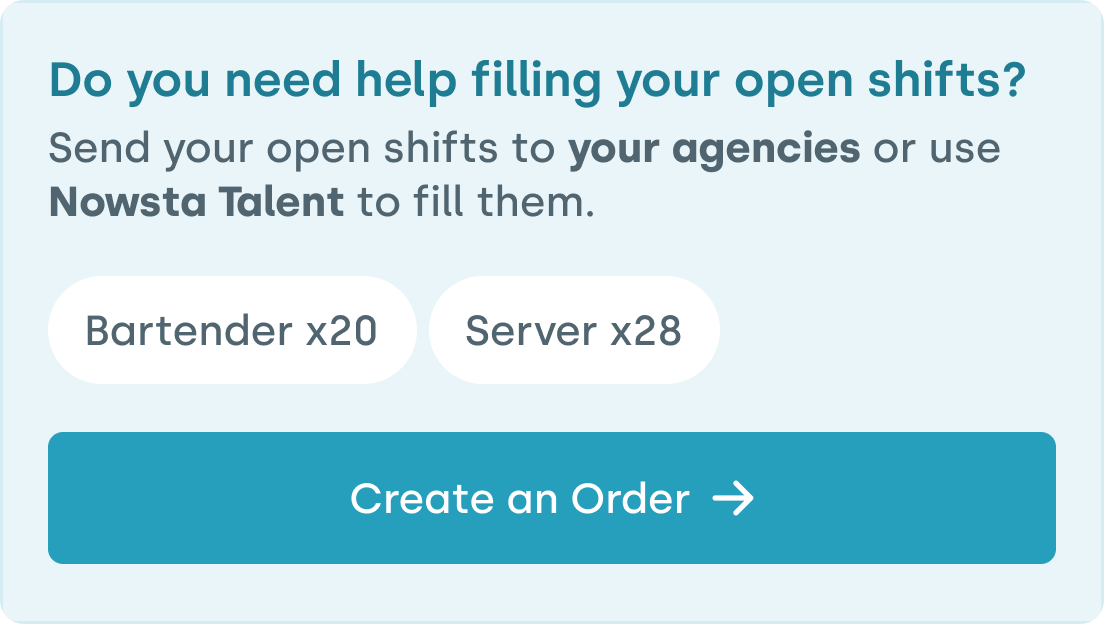 Do you need help filling your open shifts?
Send your open shifts to your agencies or use
Nowsta Talent to fill them.
Bartender x20 Server x28
Create an Order →